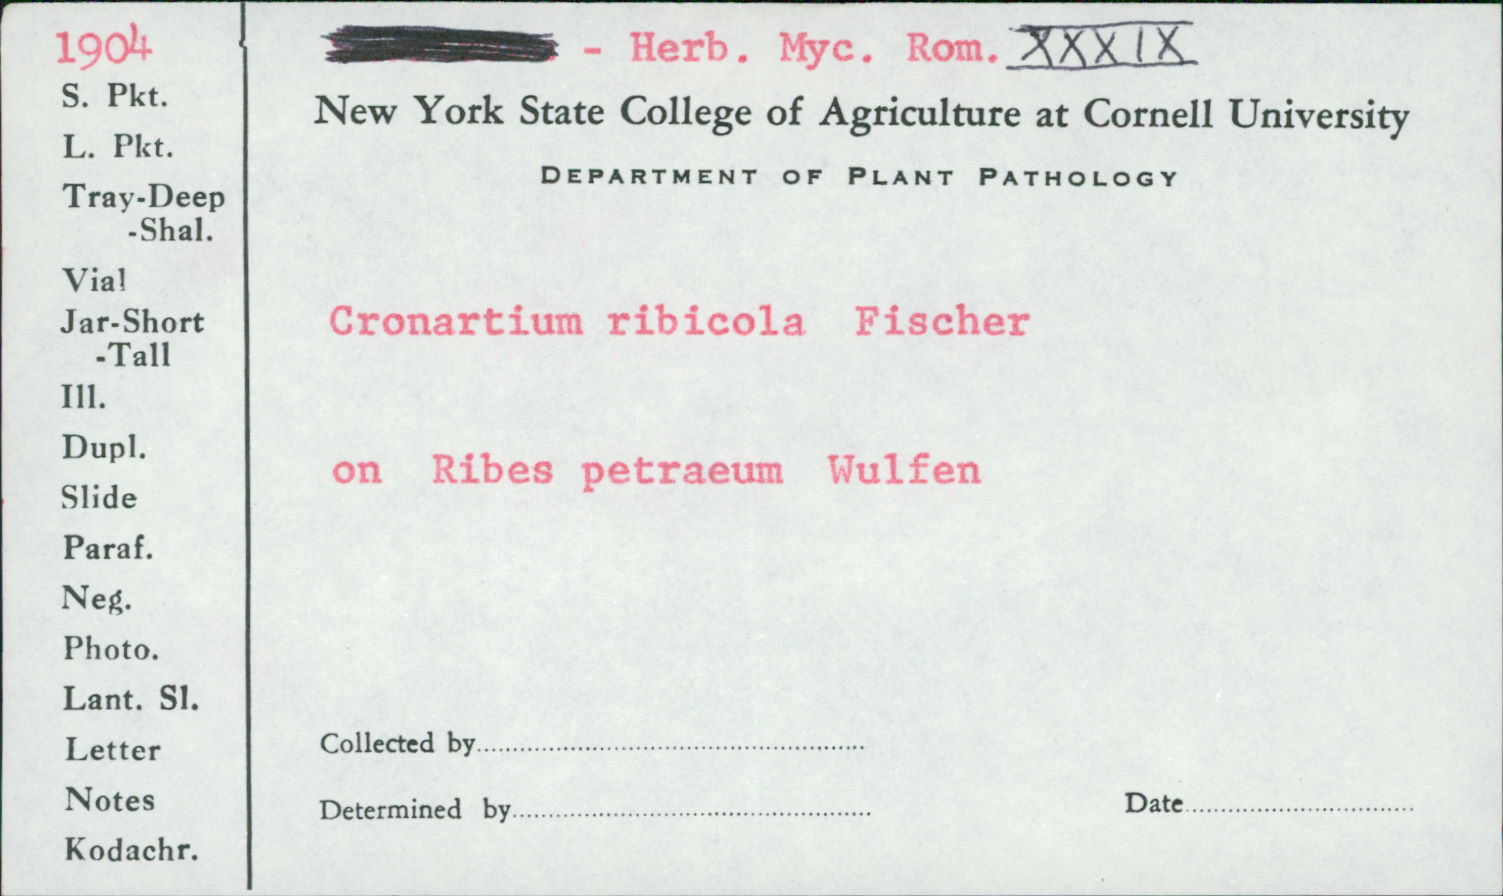 1904
S. Pkt.
L. Pkt.
Tray-Deep
-Shal.
Vial
Jar-Short
-Tall
Ill.
Dupl.
Slide
Paraf.
Neg.
Photo.
Lant. Sl.
Letter
Notes
Kodachr.
- Herb. Myc. Rom. XXXIX
New York State College of Agriculture at Cornell University
DEPARTMENT OF PLANT PATHOLOGY
Cronartium ribicola Fischer
on Ribes petraeum Wulfen
Collected by
Determined by
Date